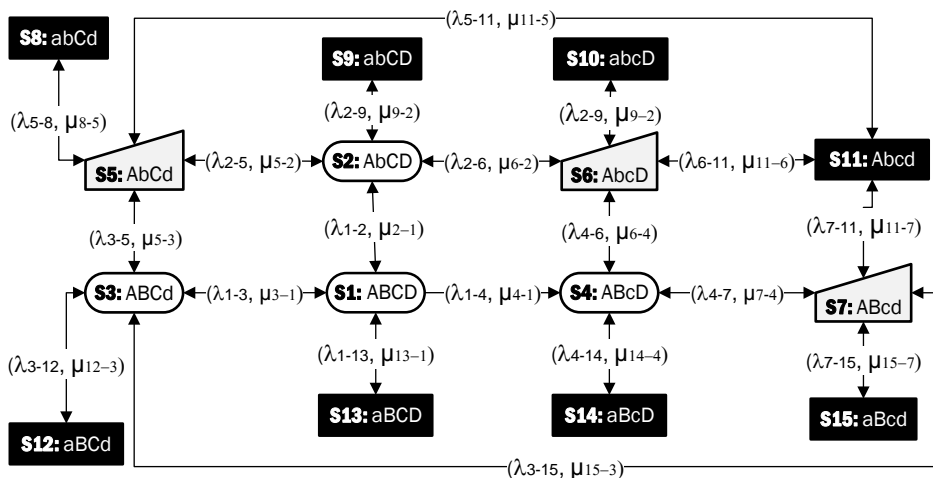 (λ5-11, μ11-5)
S8: abCd
S9: abCD
S10: abcD
(λ5-8, μ8-5)
(λ2-9, μ9-2)
(λ2-9, μ9–2)
S5: AbCd
(λ2-5, μ5-2)
S2: AbCD
(λ2-6, μ6-2)
S6: AbcD
(λ6-11, μ11–6)
S11: Abcd
(λ3-5, μ5-3)
(λ1-2, μ2–1)
(λ4-6, μ6-4)
(λ7-11, μ11-7)
S3: ABCd
(λ1-3, μ3–1)
S1: ABCD
(λ1-4, μ4-1)
S4: ABcD
(λ4-7, μ7-4)
S7: ABcd
(λ3-12, μ12–3)
(λ1-13, μ13–1)
(λ4-14, μ14–4)
(λ7-15, μ15–7)
S12: aBCd
S13: aBCD
S14: aBcD
S15: aBcd
(λ3-15, μ15–3)